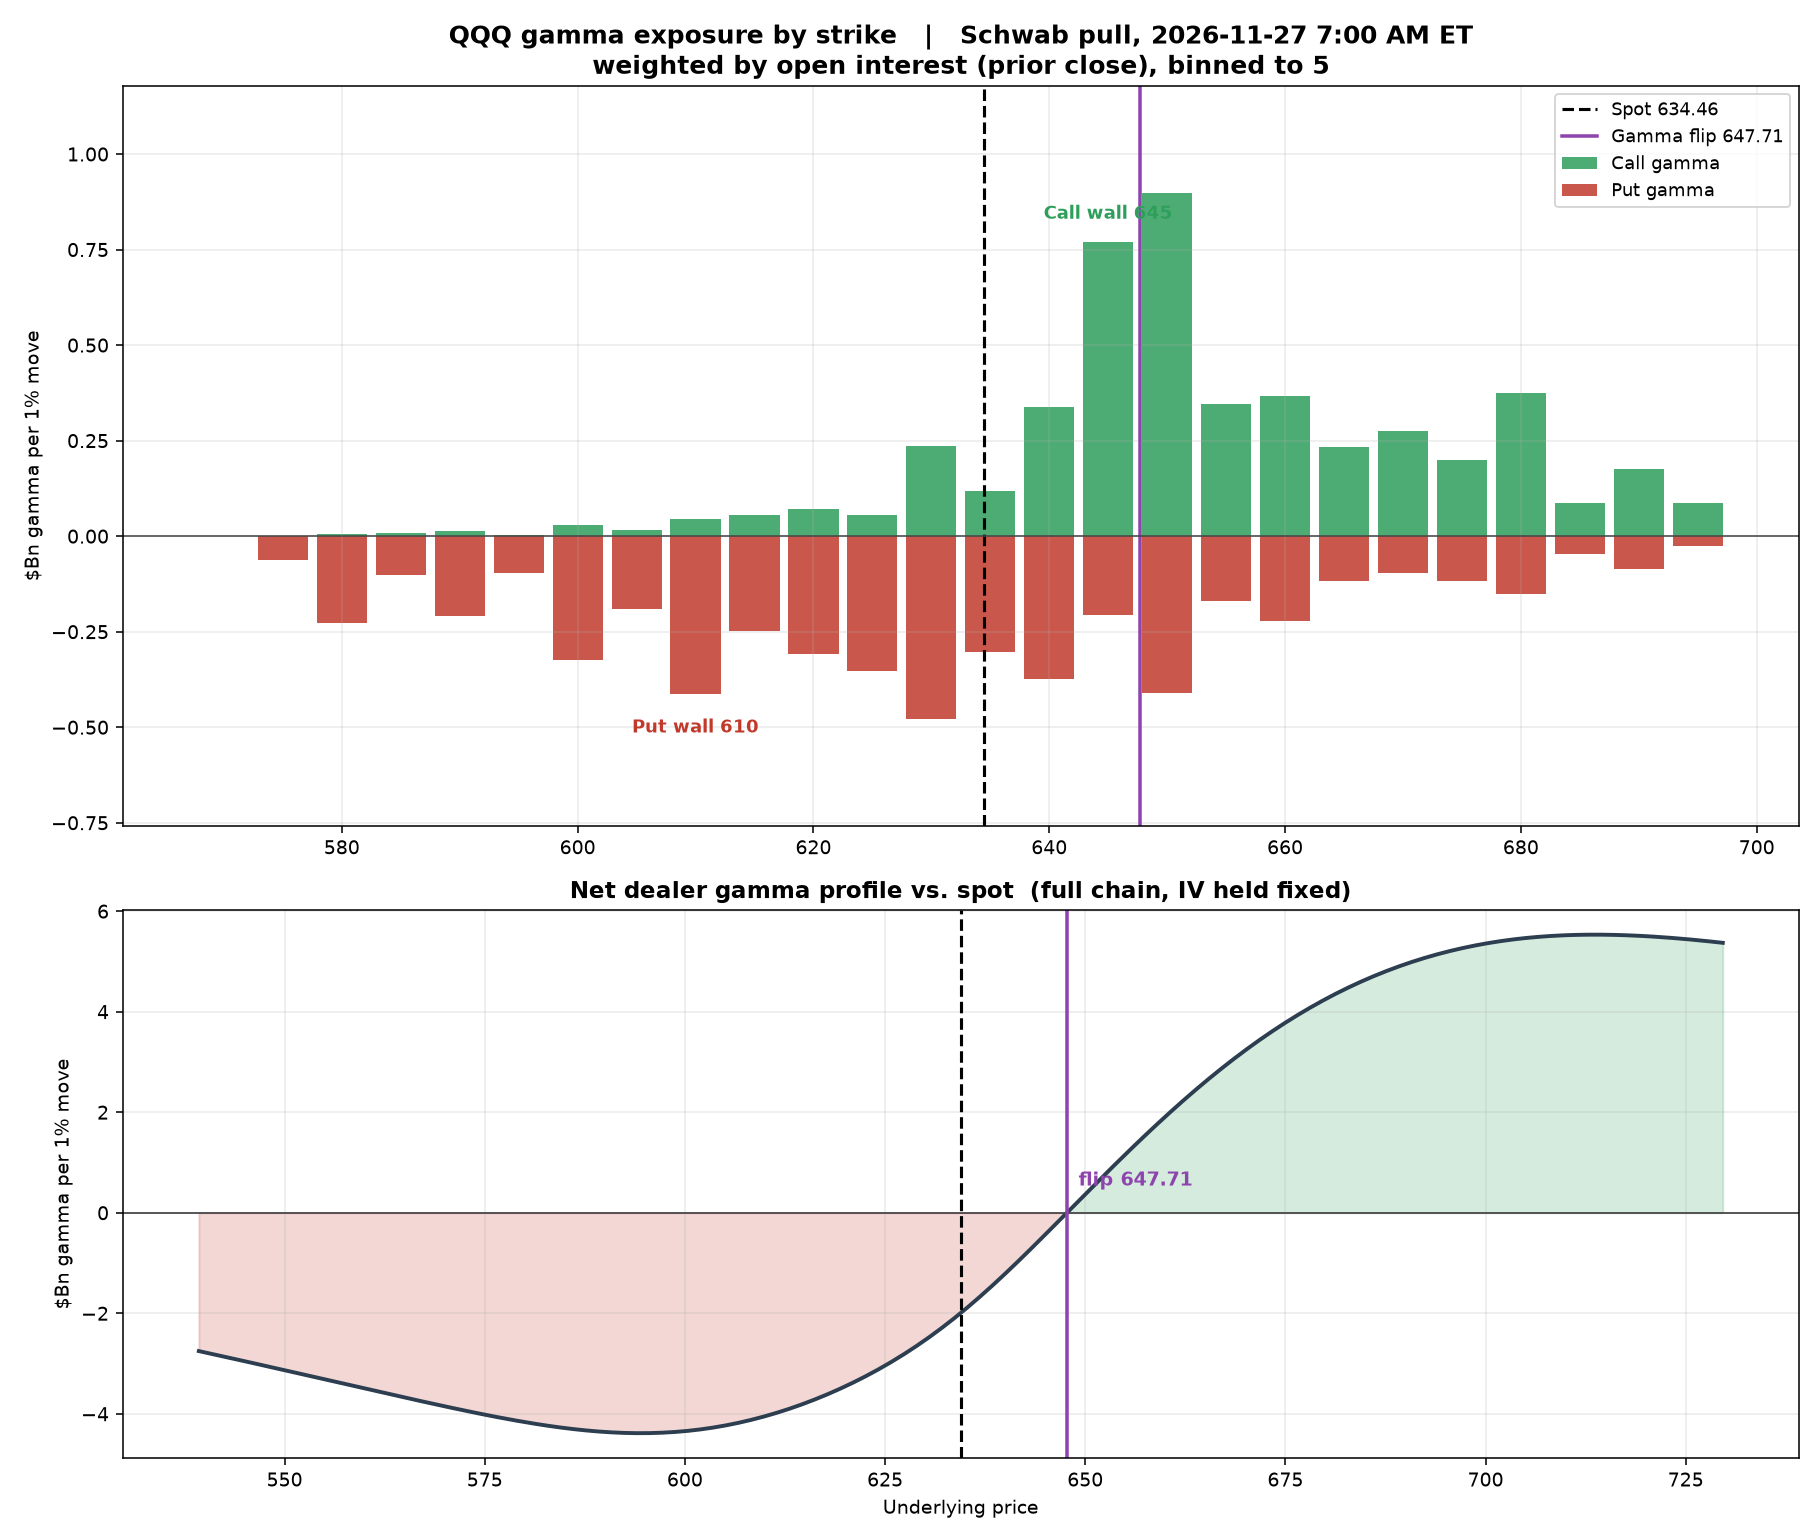 QQQ gamma exposure by strike | Schwab pull, 2026-11-27 7:00 AM ET
weighted by open interest (prior close), binned to 5
Spot 634.46
Gamma flip 647.71
Call gamma
Put gamma
Call wall 645
Put wall 610
$Bn gamma per 1% move
1.00
0.75
0.50
0.25
0.00
−0.25
−0.50
−0.75
580 600 620 640 660 680 700
Net dealer gamma profile vs. spot (full chain, IV held fixed)
$Bn gamma per 1% move
6
4
2
0
−2
−4
flip 647.71
550 575 600 625 650 675 700 725
Underlying price